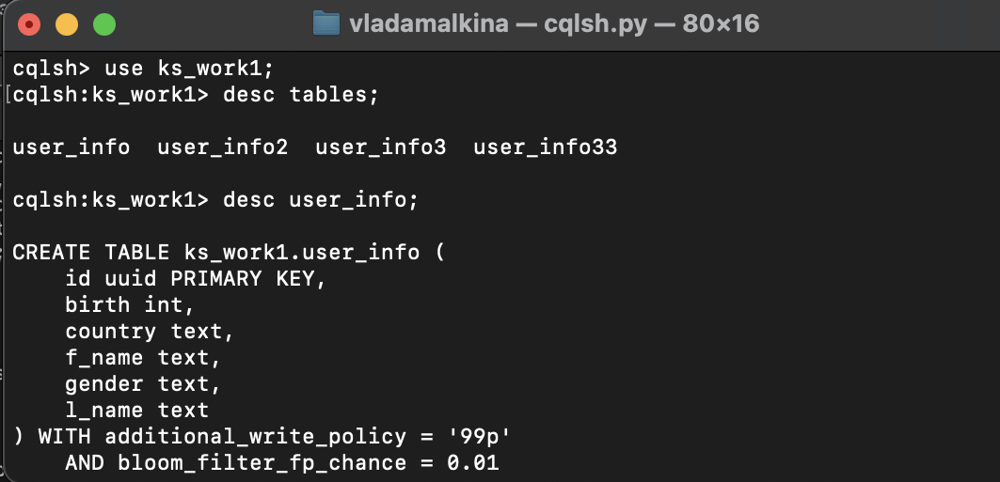 vladamalkina — cqlsh.py — 80×16
cqlsh> use ks_work1;
[cqlsh:ks_work1> desc tables;
user_info  user_info2  user_info3  user_info33
cqlsh:ks_work1> desc user_info;
CREATE TABLE ks_work1.user_info (
    id uuid PRIMARY KEY,
    birth int,
    country text,
    f_name text,
    gender text,
    l_name text
) WITH additional_write_policy = '99p'
    AND bloom_filter_fp_chance = 0.01